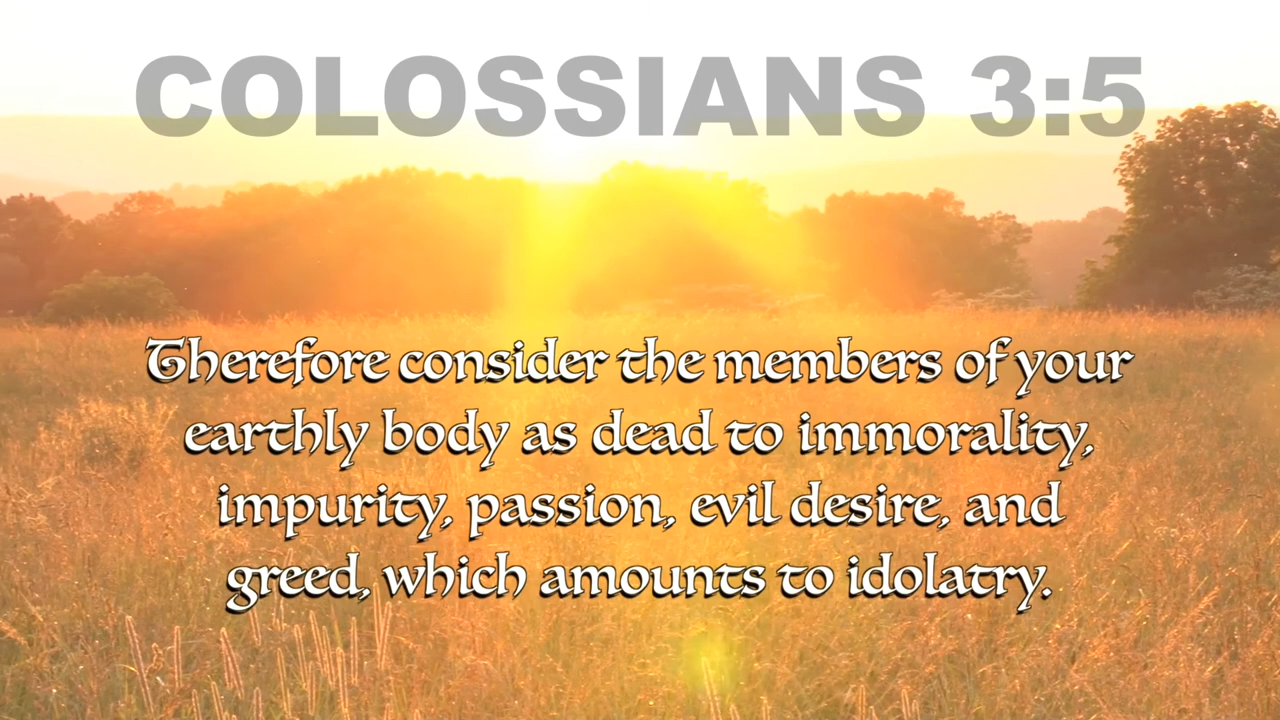 COLOSSIANS 3:5
Therefore consider the members of your
earthly body as dead to immorality,
impurity, passion, evil desire, and
greed, which amounts to idolatry.